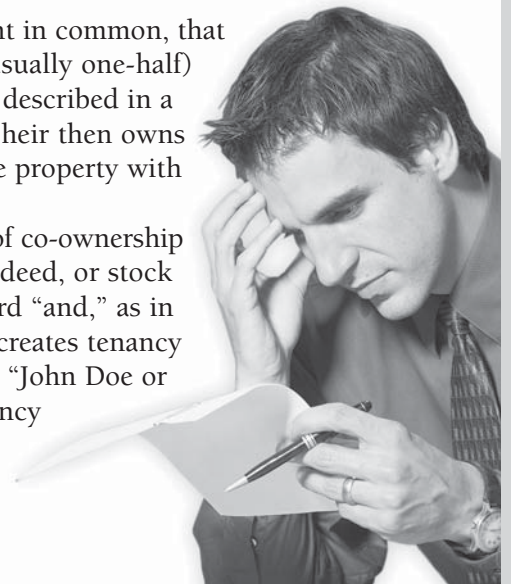 nt in common, that
usually one-half)
described in a
heir then owns
e property with
of co-ownership
deed, or stock
rd “and,” as in
creates tenancy
“John Doe or
ncy